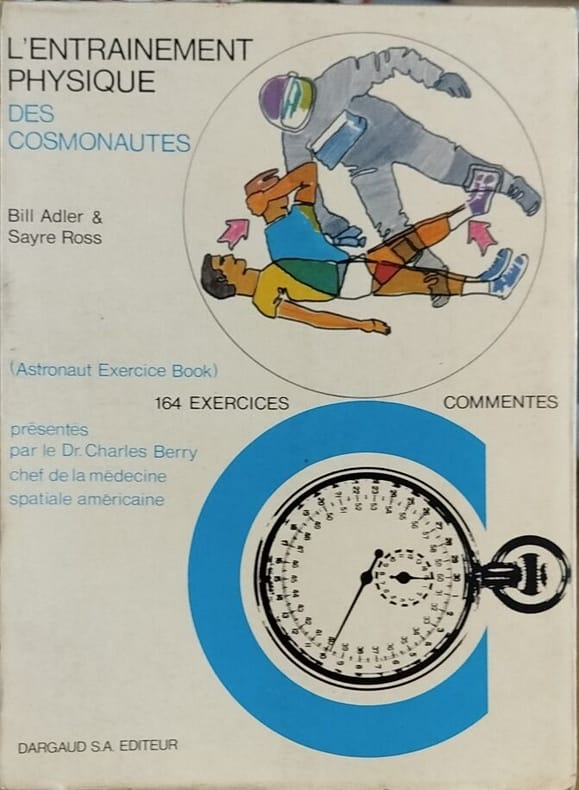 L'ENTRAINEMENT
PHYSIQUE
DES
COSMONAUTES
Bill Adler &
Sayre Ross
(Astronaut Exercice Book)
164 EXERCICES COMMENTES
présentés
par le Dr. Charles Berry
chef de la médecine
spatiale américaine
DARGAUD S.A. EDITEUR